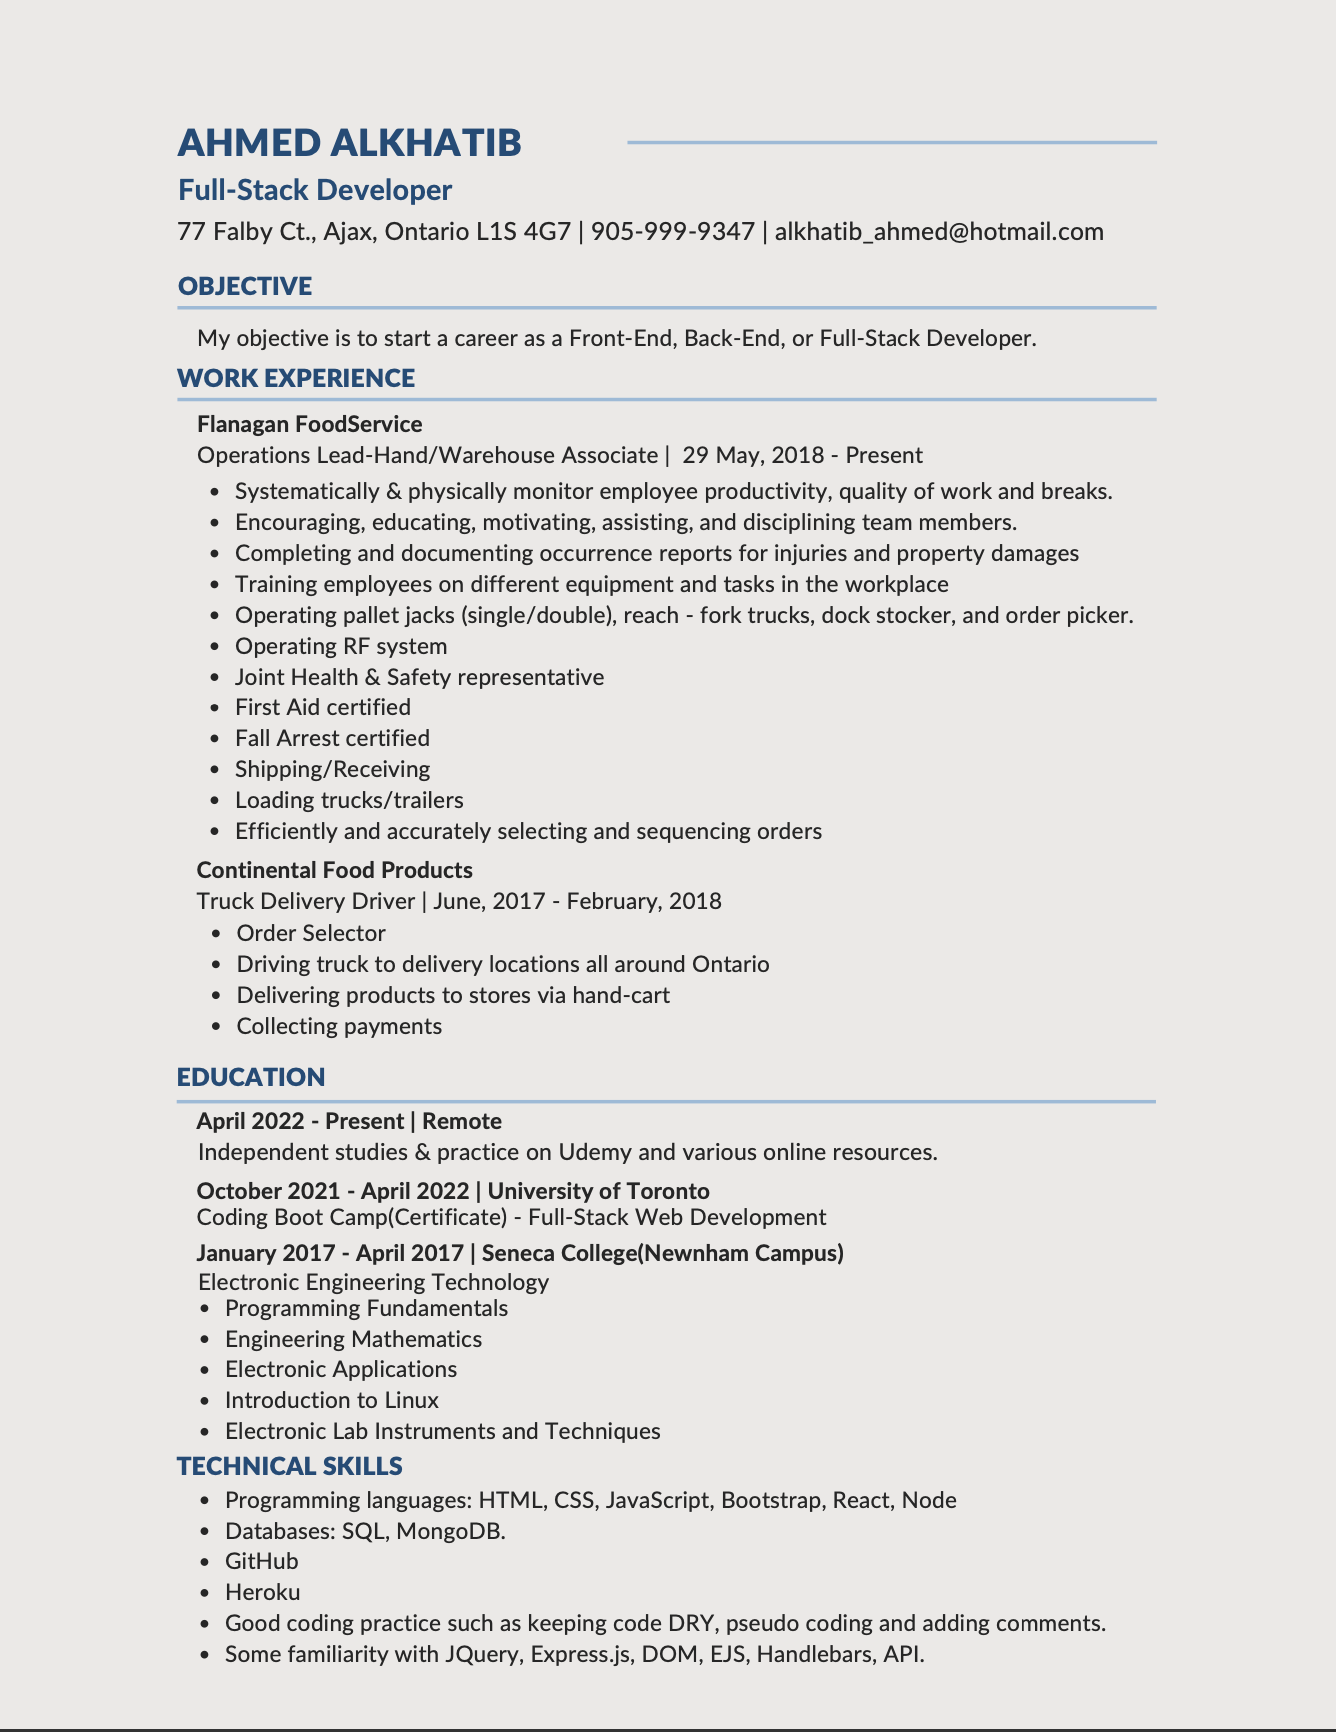 AHMED ALKHATIB
Full-Stack Developer
77 Falby Ct., Ajax, Ontario L1S 4G7 | 905-999-9347 | alkhatib_ahmed@hotmail.com
OBJECTIVE
My objective is to start a career as a Front-End, Back-End, or Full-Stack Developer.
WORK EXPERIENCE
Flanagan FoodService
Operations Lead-Hand/Warehouse Associate | 29 May, 2018 - Present
• Systematically & physically monitor employee productivity, quality of work and breaks.
• Encouraging, educating, motivating, assisting, and disciplining team members.
• Completing and documenting occurrence reports for injuries and property damages
• Training employees on different equipment and tasks in the workplace
• Operating pallet jacks (single/double), reach - fork trucks, dock stocker, and order picker.
• Operating RF system
• Joint Health & Safety representative
• First Aid certified
• Fall Arrest certified
• Shipping/Receiving
• Loading trucks/trailers
• Efficiently and accurately selecting and sequencing orders
Continental Food Products
Truck Delivery Driver | June, 2017 - February, 2018
• Order Selector
• Driving truck to delivery locations all around Ontario
• Delivering products to stores via hand-cart
• Collecting payments
EDUCATION
April 2022 - Present | Remote
Independent studies & practice on Udemy and various online resources.
October 2021 - April 2022 | University of Toronto
Coding Boot Camp(Certificate) - Full-Stack Web Development
January 2017 - April 2017 | Seneca College(Newnham Campus)
Electronic Engineering Technology
• Programming Fundamentals
• Engineering Mathematics
• Electronic Applications
• Introduction to Linux
• Electronic Lab Instruments and Techniques
TECHNICAL SKILLS
• Programming languages: HTML, CSS, JavaScript, Bootstrap, React, Node
• Databases: SQL, MongoDB.
• GitHub
• Heroku
• Good coding practice such as keeping code DRY, pseudo coding and adding comments.
• Some familiarity with JQuery, Express.js, DOM, EJS, Handlebars, API.